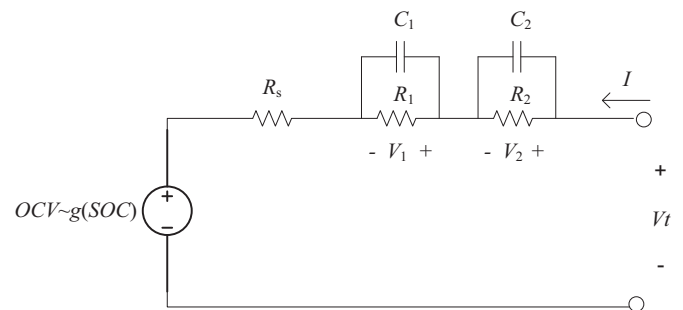 C₁ C₂
I
Rₛ R₁ R₂
- V₁ + - V₂ +
+
+
OCV~g(SOC)
Vt
−
-